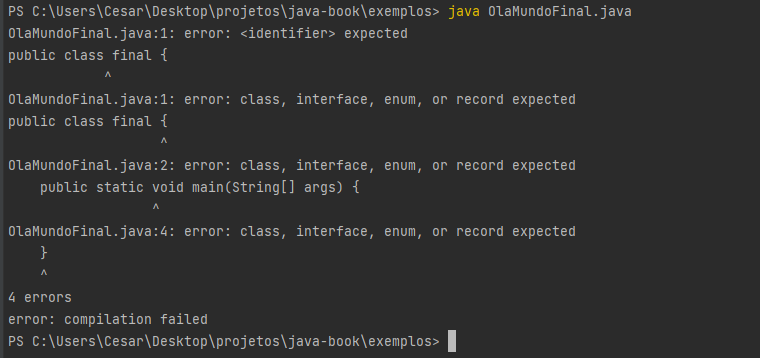 PS C:\Users\Cesar\Desktop\projetos\java-book\exemplos> java OlaMundoFinal.java
OlaMundoFinal.java:1: error: <identifier> expected
public class final {
            ^
OlaMundoFinal.java:1: error: class, interface, enum, or record expected
public class final {
                   ^
OlaMundoFinal.java:2: error: class, interface, enum, or record expected
    public static void main(String[] args) {
                  ^
OlaMundoFinal.java:4: error: class, interface, enum, or record expected
    }
    ^
4 errors
error: compilation failed
PS C:\Users\Cesar\Desktop\projetos\java-book\exemplos>